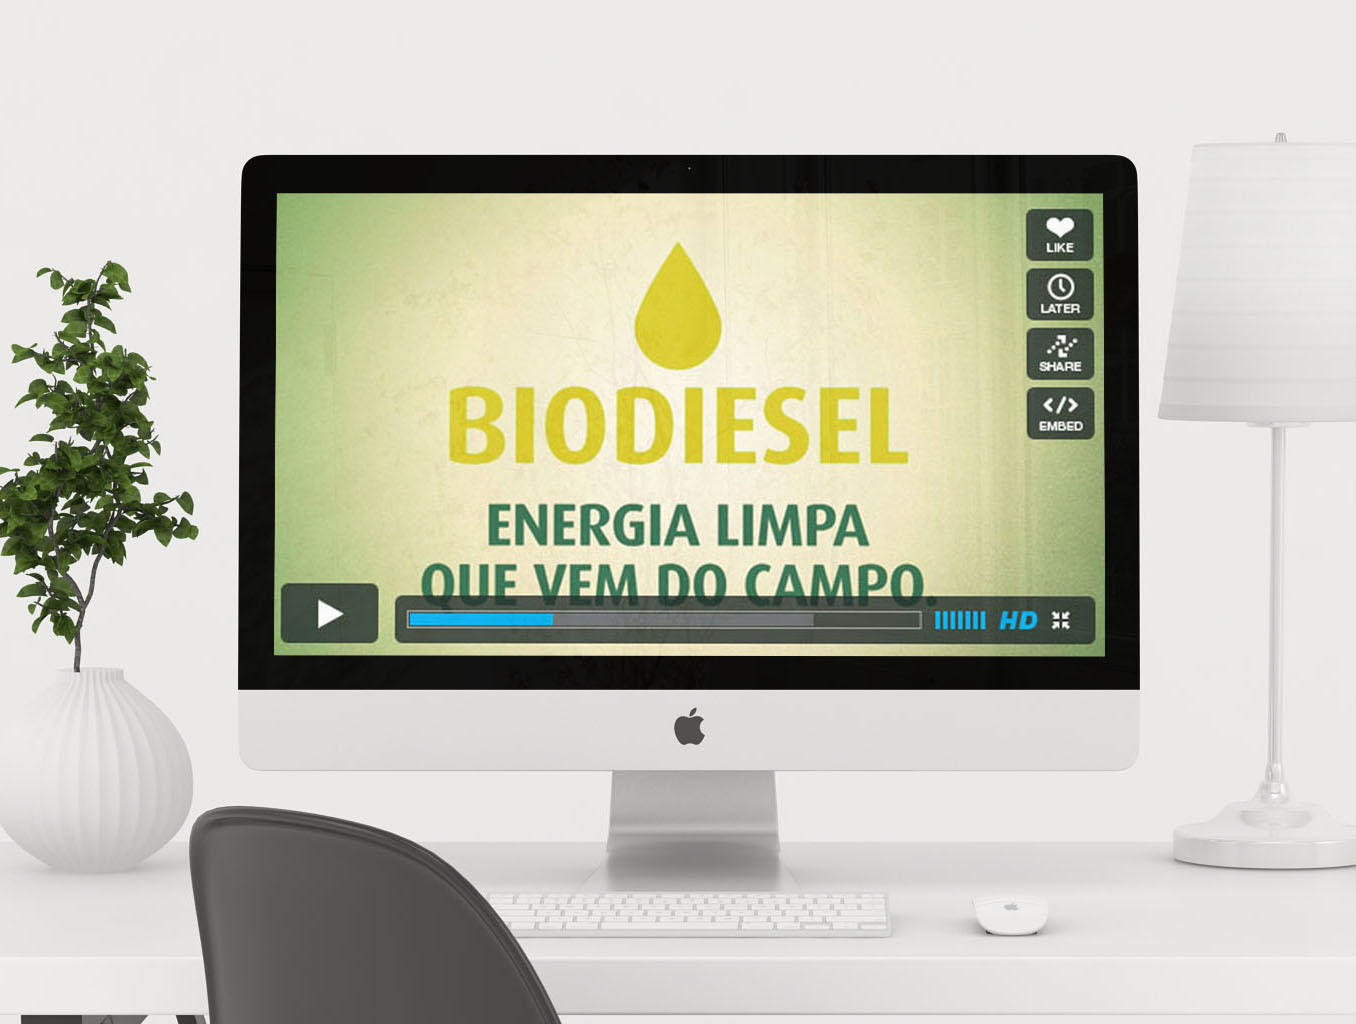 BIODIESEL
ENERGIA LIMPA
QUE VEM DO CAMPO.
LIKE
LATER
SHARE
EMBED
HD